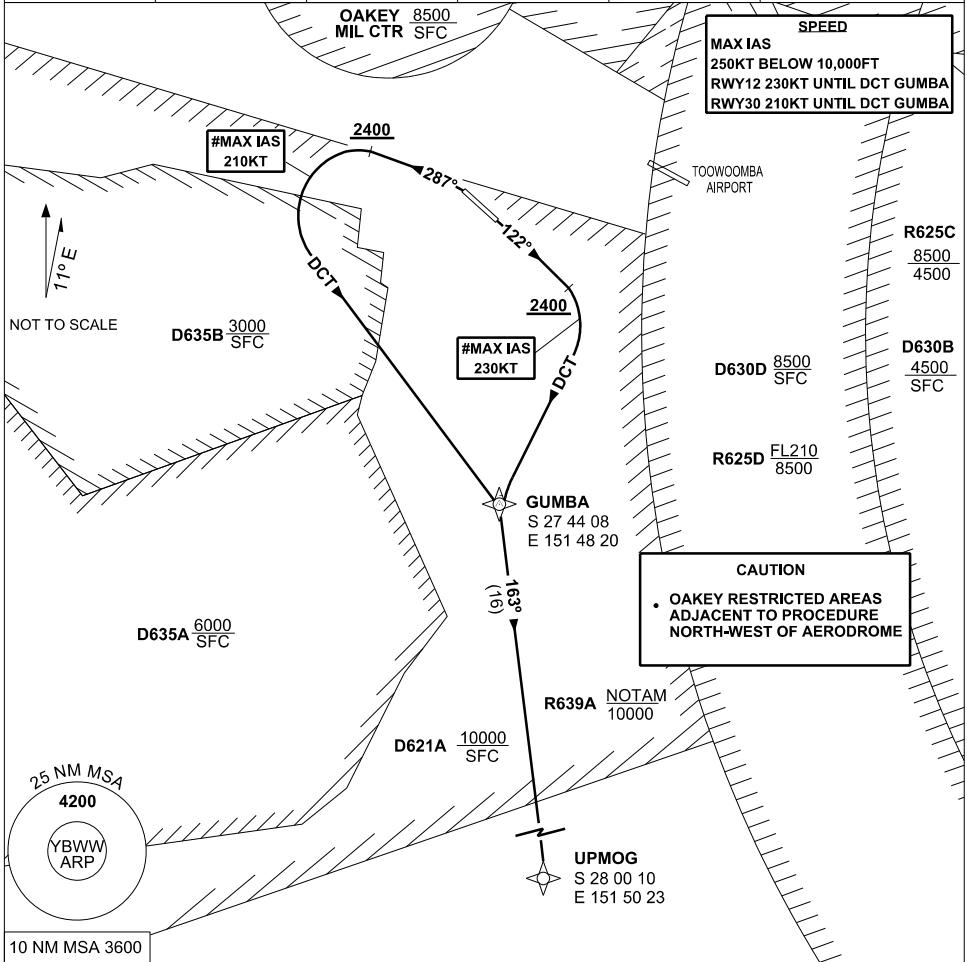 OAKEY 8500
MIL CTR SFC
SPEED
MAX IAS
250KT BELOW 10,000FT
RWY12 230KT UNTIL DCT GUMBA
RWY30 210KT UNTIL DCT GUMBA
#MAX IAS
210KT
2400
287°
122°
TOOWOOMBA
AIRPORT
R625C
8500
4500
11° E
NOT TO SCALE
DCT
2400
D635B 3000
SFC
#MAX IAS
230KT
DCT
D630D 8500
SFC
D630B
4500
SFC
R625D FL210
8500
GUMBA
S 27 44 08
E 151 48 20
163°
(16)
CAUTION
• OAKEY RESTRICTED AREAS
ADJACENT TO PROCEDURE
NORTH-WEST OF AERODROME
D635A 6000
SFC
R639A NOTAM
10000
D621A 10000
SFC
25 NM MSA
4200
YBWW
ARP
UPMOG
S 28 00 10
E 151 50 23
10 NM MSA 3600